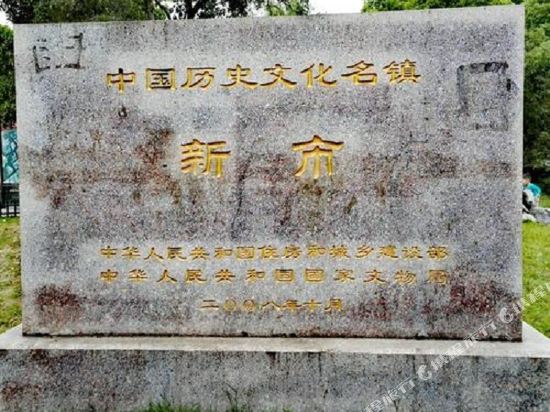 中国历史文化名镇
新市
中华人民共和国住房和城乡建设部
中华人民共和国国家文物局
二〇〇八年十月